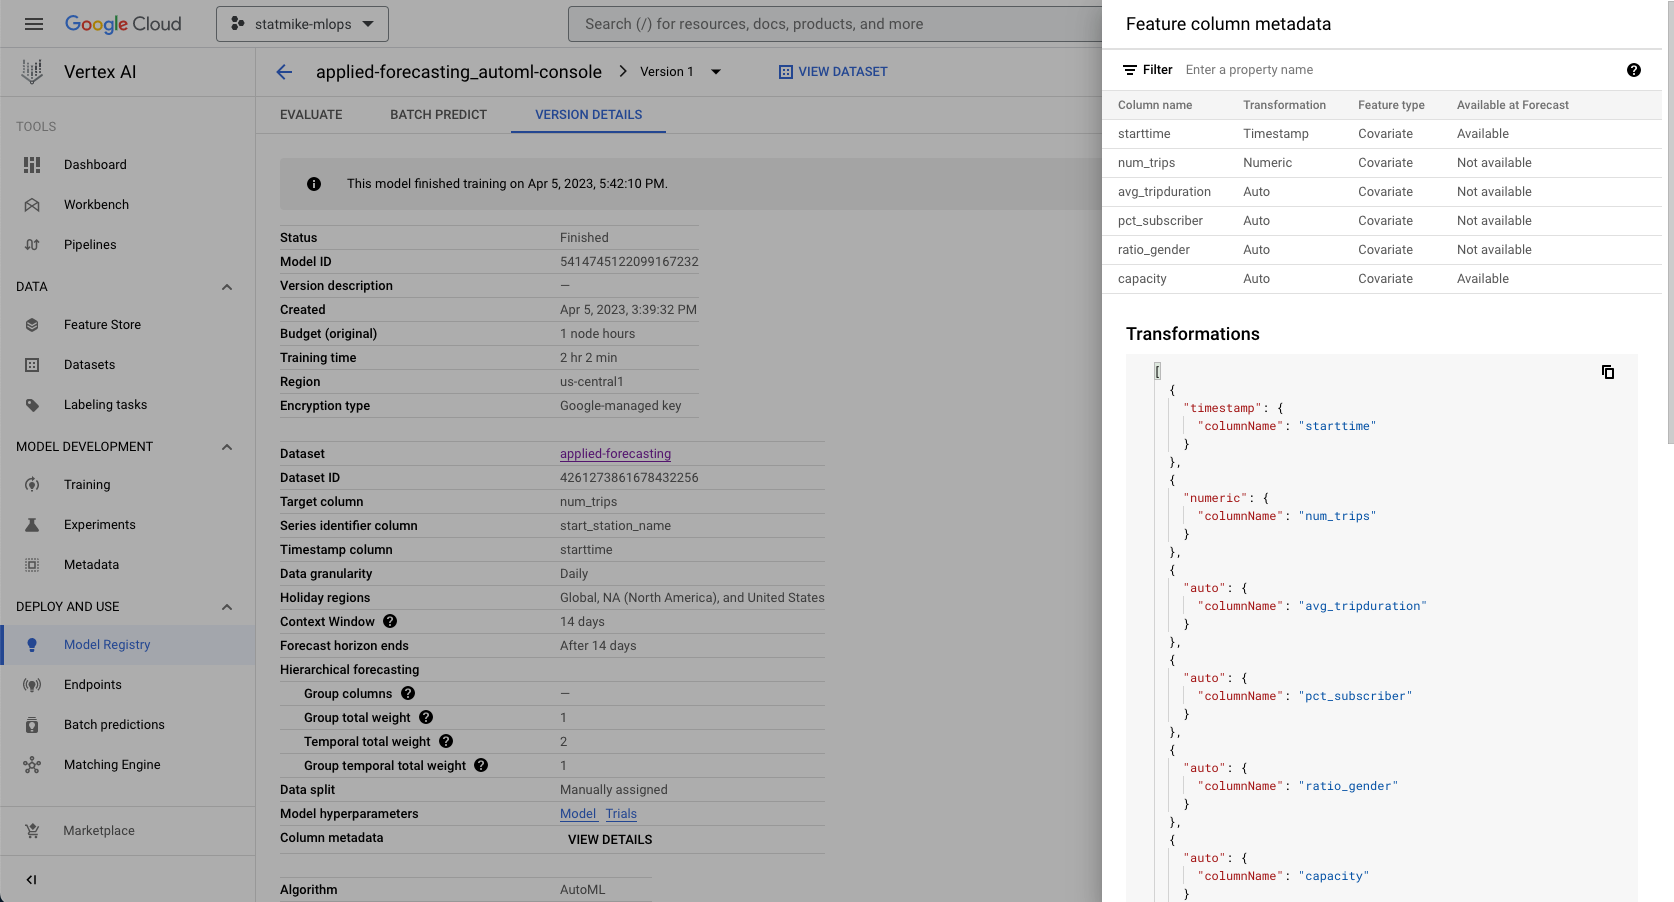 Google Cloud
statmike-mlops
Search (/) for resources, docs, products, and more
Vertex AI
TOOLS
Dashboard
Workbench
Pipelines
DATA
Feature Store
Datasets
Labeling tasks
MODEL DEVELOPMENT
Training
Experiments
Metadata
DEPLOY AND USE
Model Registry
Endpoints
Batch predictions
Matching Engine
Marketplace
applied-forecasting_automl-console
Version 1
VIEW DATASET
EVALUATE BATCH PREDICT VERSION DETAILS
This model finished training on Apr 5, 2023, 5:42:10 PM.
Status Finished
Model ID 5414745122099167232
Version description —
Created Apr 5, 2023, 3:39:32 PM
Budget (original) 1 node hours
Training time 2 hr 2 min
Region us-central1
Encryption type Google-managed key
Dataset applied-forecasting
Dataset ID 4261273861678432256
Target column num_trips
Series identifier column start_station_name
Timestamp column starttime
Data granularity Daily
Holiday regions Global, NA (North America), and United States
Context Window 14 days
Forecast horizon ends After 14 days
Hierarchical forecasting
Group columns —
Group total weight 1
Temporal total weight 2
Group temporal total weight 1
Data split Manually assigned
Model hyperparameters Model Trials
Column metadata VIEW DETAILS
Algorithm AutoML
Feature column metadata
Filter Enter a property name
Column name Transformation Feature type Available at Forecast
starttime Timestamp Covariate Available
num_trips Numeric Covariate Not available
avg_tripduration Auto Covariate Not available
pct_subscriber Auto Covariate Not available
ratio_gender Auto Covariate Not available
capacity Auto Covariate Available
Transformations
[
{
"timestamp": {
"columnName": "starttime"
}
},
{
"numeric": {
"columnName": "num_trips"
}
},
{
"auto": {
"columnName": "avg_tripduration"
}
},
{
"auto": {
"columnName": "pct_subscriber"
}
},
{
"auto": {
"columnName": "ratio_gender"
}
},
{
"auto": {
"columnName": "capacity"
}